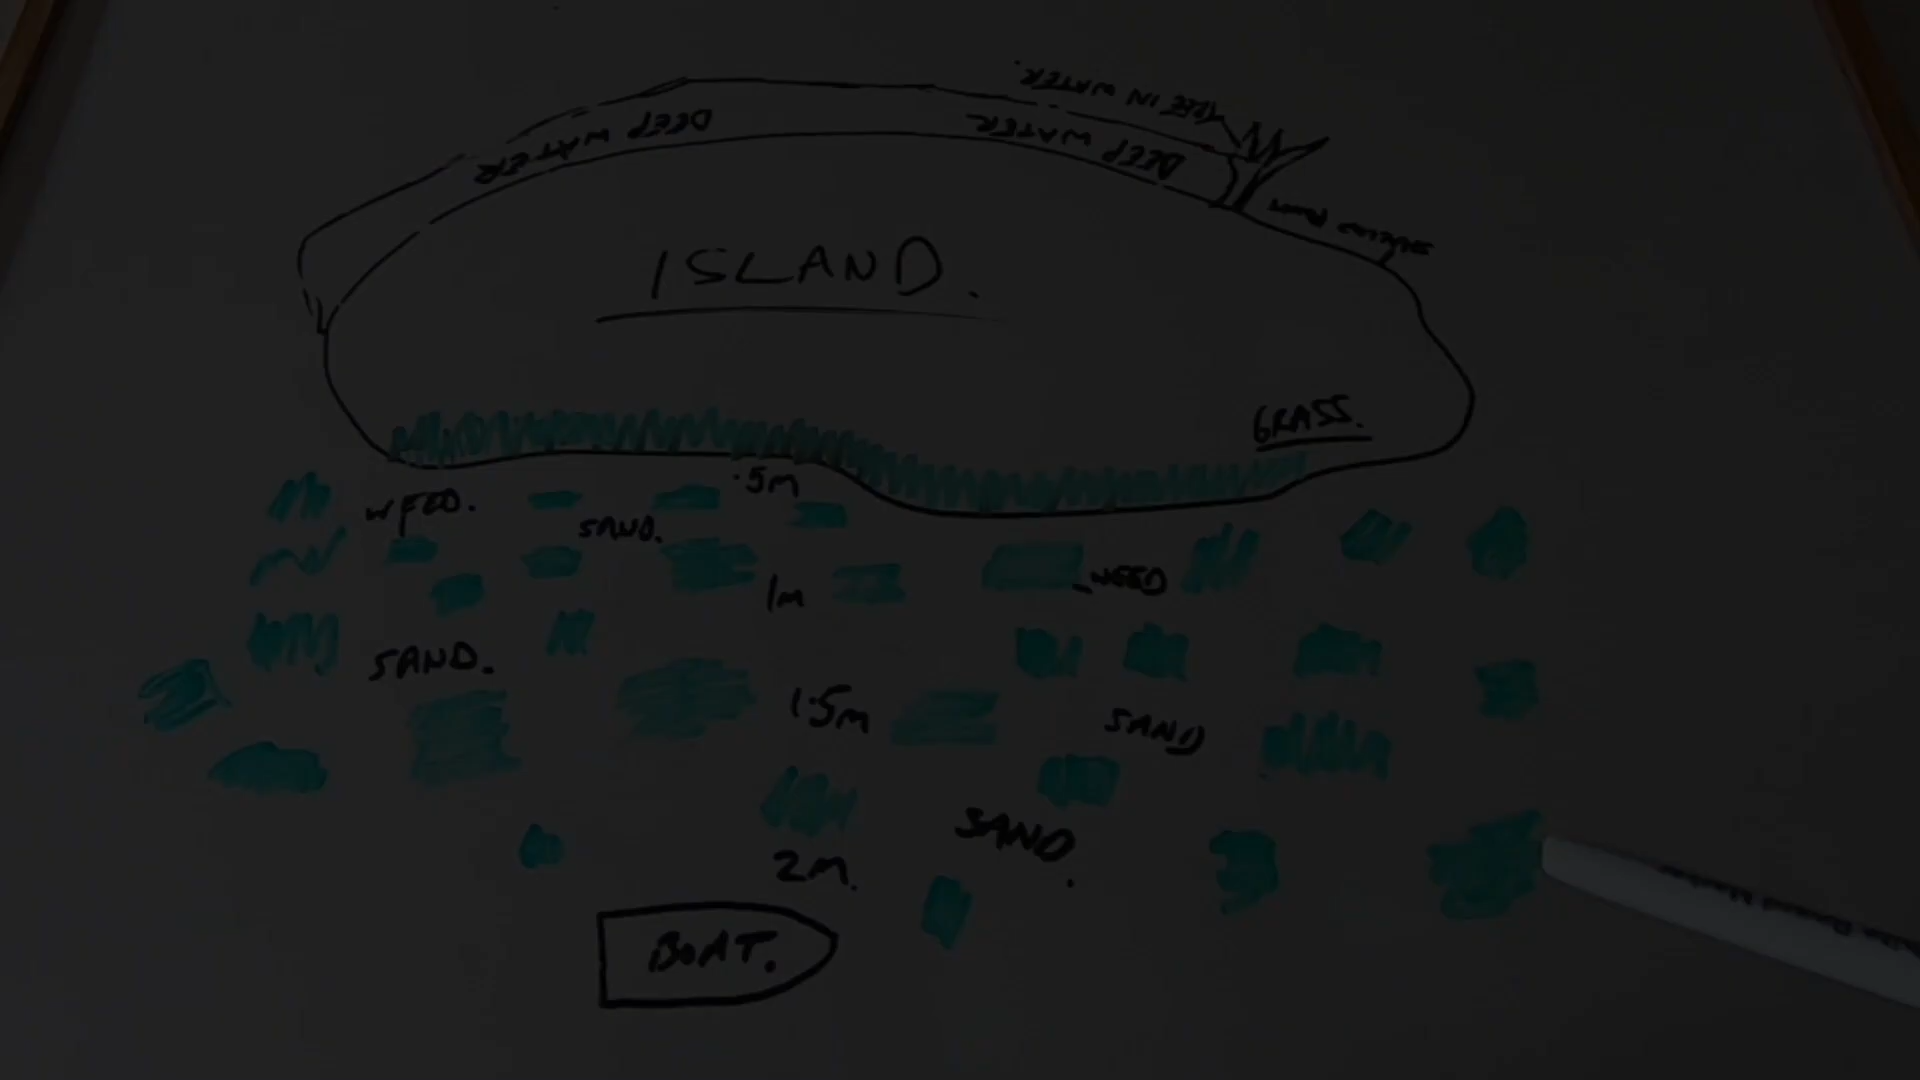 TREE IN WATER.
DEEP WATER
DEEP WATER
ISLAND.
GRASS.
.5m
WEED.
SAND.
WEED
1m
SAND.
1.5m
SAND
SAND.
2M.
BOAT.